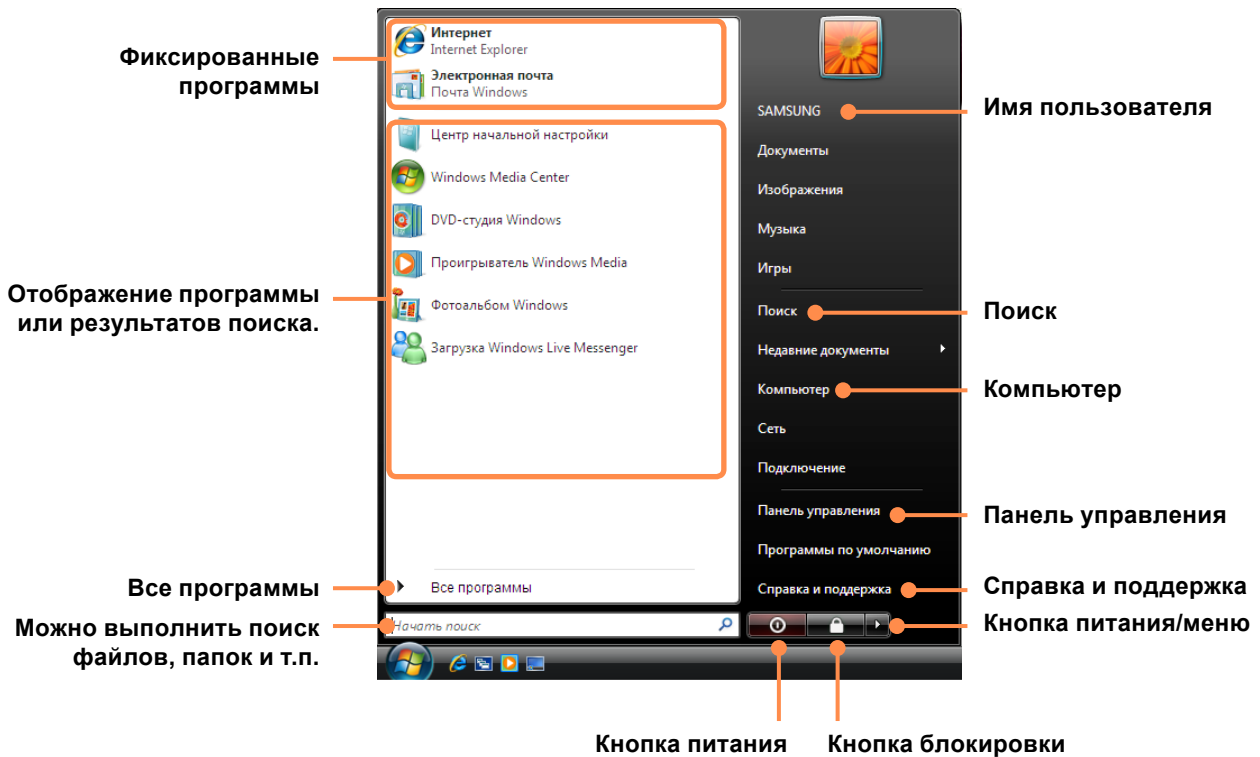 Фиксированные
программы
Отображение программы
или результатов поиска.
Все программы
Можно выполнить поиск
файлов, папок и т.п.
Интернет
Internet Explorer
Электронная почта
Почта Windows
Центр начальной настройки
Windows Media Center
DVD-студия Windows
Проигрыватель Windows Media
Фотоальбом Windows
Загрузка Windows Live Messenger
Все программы
Начать поиск
SAMSUNG
Документы
Изображения
Музыка
Игры
Поиск
Недавние документы
Компьютер
Сеть
Подключение
Панель управления
Программы по умолчанию
Справка и поддержка
Имя пользователя
Поиск
Компьютер
Панель управления
Справка и поддержка
Кнопка питания/меню
Кнопка питания
Кнопка блокировки